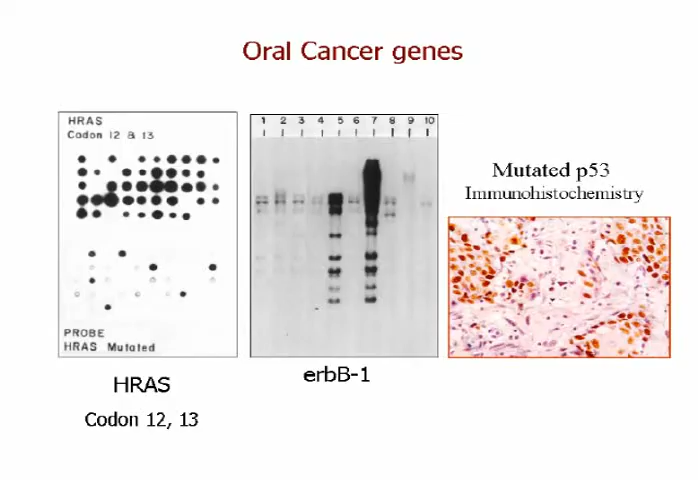 Oral Cancer genes
HRAS
Codon 12 & 13
PROBE
HRAS Mutated
HRAS
Codon 12, 13
1 2 3 4 5 6 7 8 9 10
erbB-1
Mutated p53
Immunohistochemistry